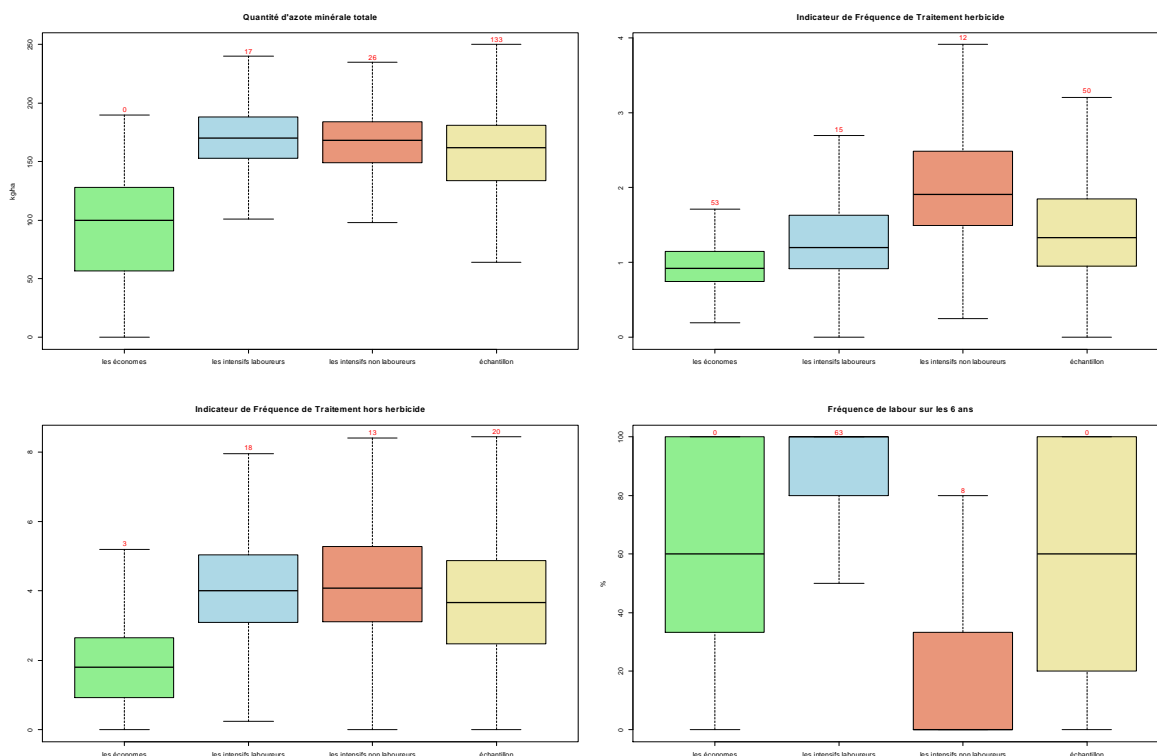 Quantité d'azote minérale totale
250
200
150
100
50
0
kg/ha
0
17
26
133
les économes
les intensifs laboureurs
les intensifs non laboureurs
échantillon
Indicateur de Fréquence de Traitement herbicide
4
3
2
1
0
53
15
12
50
les économes
les intensifs laboureurs
les intensifs non laboureurs
échantillon
Indicateur de Fréquence de Traitement hors herbicide
8
6
4
2
0
3
18
13
20
les économes
les intensifs laboureurs
les intensifs non laboureurs
échantillon
Fréquence de labour sur les 6 ans
100
80
60
40
20
0
%
0
63
8
0
les économes
les intensifs laboureurs
les intensifs non laboureurs
échantillon